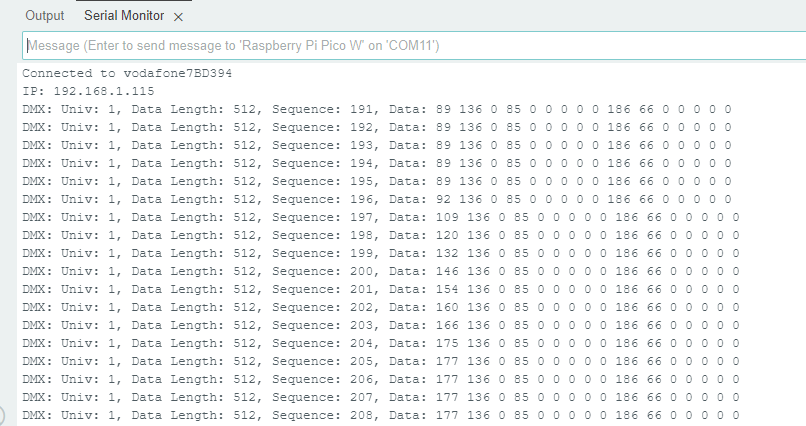 Output Serial Monitor ×
Message (Enter to send message to 'Raspberry Pi Pico W' on 'COM11')
Connected to vodafone7BD394
IP: 192.168.1.115
DMX: Univ: 1, Data Length: 512, Sequence: 191, Data: 89 136 0 85 0 0 0 0 0 186 66 0 0 0 0 0
DMX: Univ: 1, Data Length: 512, Sequence: 192, Data: 89 136 0 85 0 0 0 0 0 186 66 0 0 0 0 0
DMX: Univ: 1, Data Length: 512, Sequence: 193, Data: 89 136 0 85 0 0 0 0 0 186 66 0 0 0 0 0
DMX: Univ: 1, Data Length: 512, Sequence: 194, Data: 89 136 0 85 0 0 0 0 0 186 66 0 0 0 0 0
DMX: Univ: 1, Data Length: 512, Sequence: 195, Data: 89 136 0 85 0 0 0 0 0 186 66 0 0 0 0 0
DMX: Univ: 1, Data Length: 512, Sequence: 196, Data: 92 136 0 85 0 0 0 0 0 186 66 0 0 0 0 0
DMX: Univ: 1, Data Length: 512, Sequence: 197, Data: 109 136 0 85 0 0 0 0 0 186 66 0 0 0 0 0
DMX: Univ: 1, Data Length: 512, Sequence: 198, Data: 120 136 0 85 0 0 0 0 0 186 66 0 0 0 0 0
DMX: Univ: 1, Data Length: 512, Sequence: 199, Data: 132 136 0 85 0 0 0 0 0 186 66 0 0 0 0 0
DMX: Univ: 1, Data Length: 512, Sequence: 200, Data: 146 136 0 85 0 0 0 0 0 186 66 0 0 0 0 0
DMX: Univ: 1, Data Length: 512, Sequence: 201, Data: 154 136 0 85 0 0 0 0 0 186 66 0 0 0 0 0
DMX: Univ: 1, Data Length: 512, Sequence: 202, Data: 160 136 0 85 0 0 0 0 0 186 66 0 0 0 0 0
DMX: Univ: 1, Data Length: 512, Sequence: 203, Data: 166 136 0 85 0 0 0 0 0 186 66 0 0 0 0 0
DMX: Univ: 1, Data Length: 512, Sequence: 204, Data: 175 136 0 85 0 0 0 0 0 186 66 0 0 0 0 0
DMX: Univ: 1, Data Length: 512, Sequence: 205, Data: 177 136 0 85 0 0 0 0 0 186 66 0 0 0 0 0
DMX: Univ: 1, Data Length: 512, Sequence: 206, Data: 177 136 0 85 0 0 0 0 0 186 66 0 0 0 0 0
DMX: Univ: 1, Data Length: 512, Sequence: 207, Data: 177 136 0 85 0 0 0 0 0 186 66 0 0 0 0 0
DMX: Univ: 1, Data Length: 512, Sequence: 208, Data: 177 136 0 85 0 0 0 0 0 186 66 0 0 0 0 0